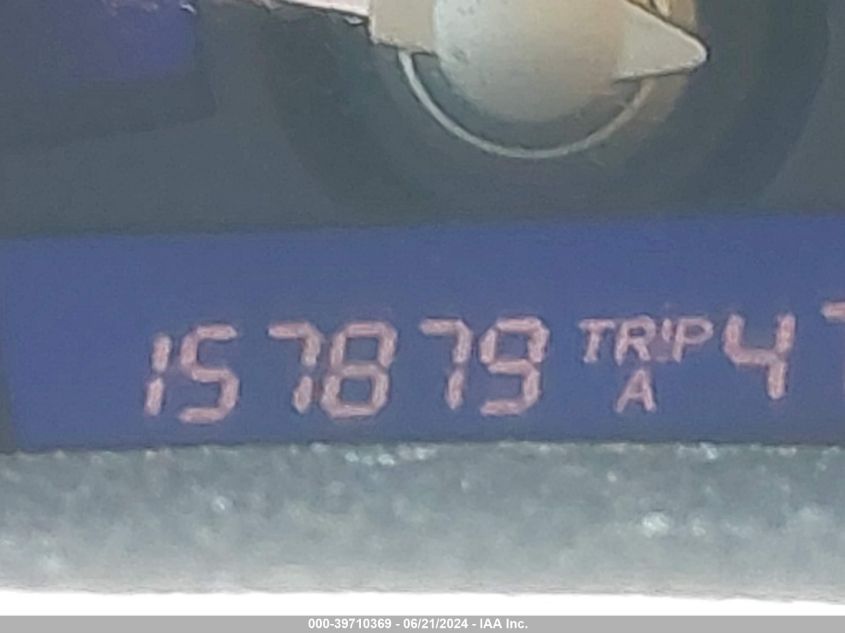 157879 TRIP A 4
000-39710369 - 06/21/2024 - IAA Inc.